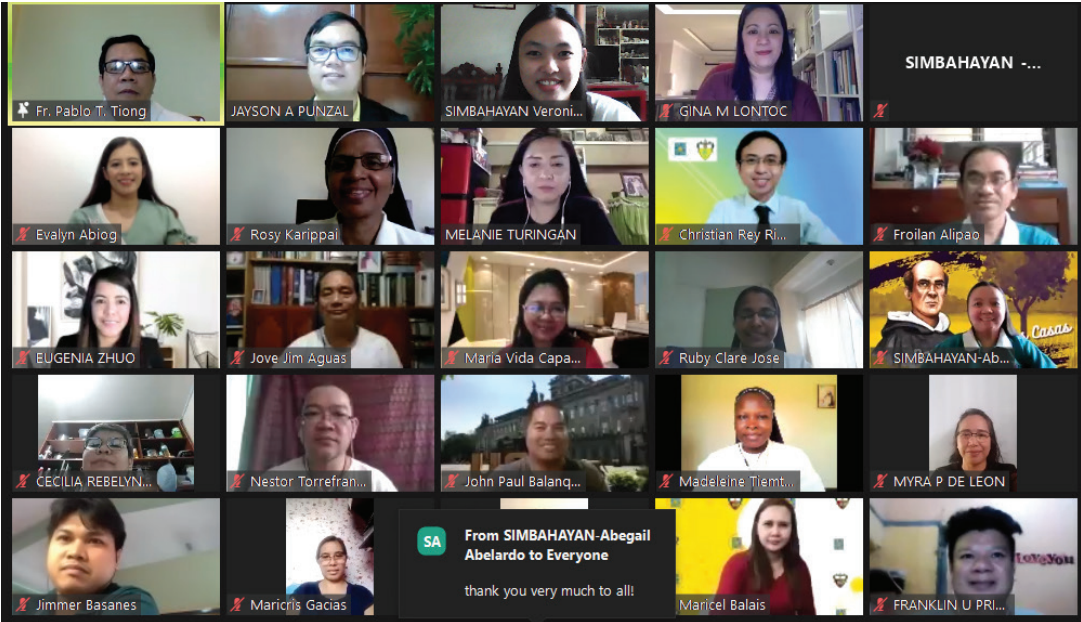 Fr. Pablo T. Tiong
JAYSON A PUNZAL
SIMBAHAYAN Veroni...
GINA M LONTOC
SIMBAHAYAN -...
Evalyn Abiog
Rosy Karippai
MELANIE TURINGAN
Christian Rey Ri...
Froilan Alipao
EUGENIA ZHUO
Jove Jim Aguas
Maria Vida Capa...
Ruby Clare Jose
Casas
SIMBAHAYAN-Ab...
CECILIA REBELYN...
Nestor Torrefran...
John Paul Balanq...
Madeleine Tiemt...
MYRA P DE LEON
Jimmer Basanes
Maricris Gacias
SA
From SIMBAHAYAN-Abegail
Abelardo to Everyone
thank you very much to all!
Maricel Balais
FRANKLIN U PRI...